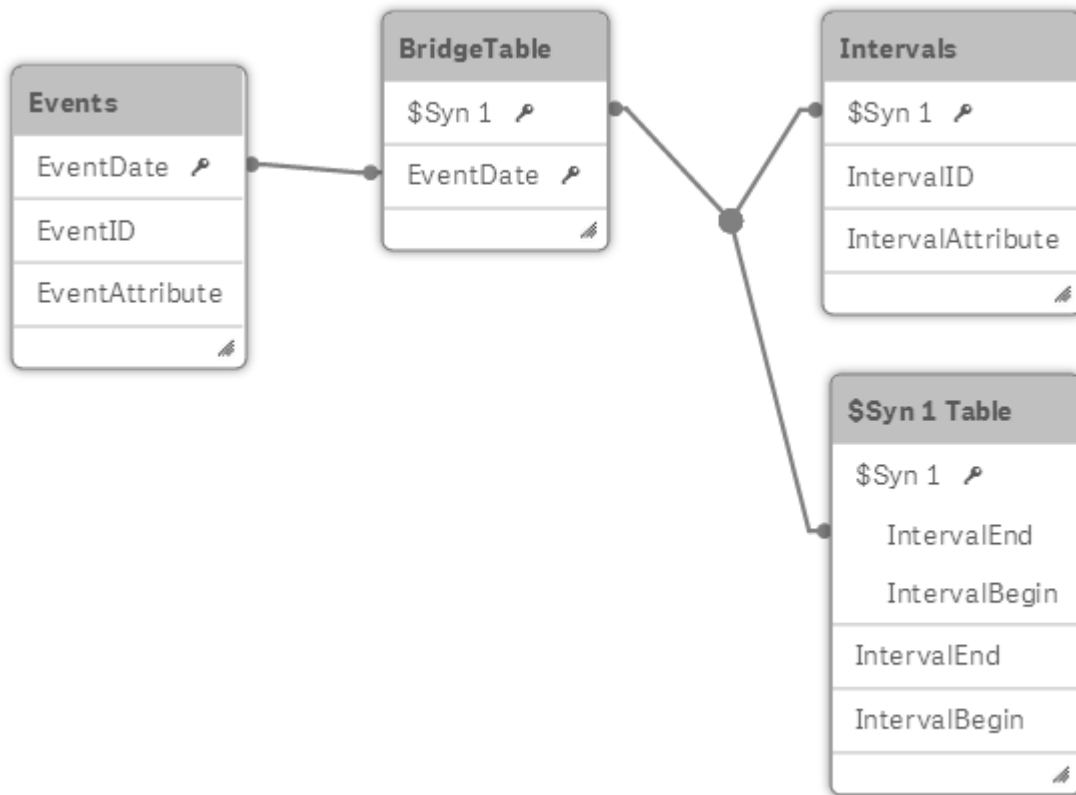 Events
EventDate
EventID
EventAttribute
BridgeTable
$Syn 1
EventDate
Intervals
$Syn 1
IntervalID
IntervalAttribute
$Syn 1 Table
$Syn 1
IntervalEnd
IntervalBegin
IntervalEnd
IntervalBegin